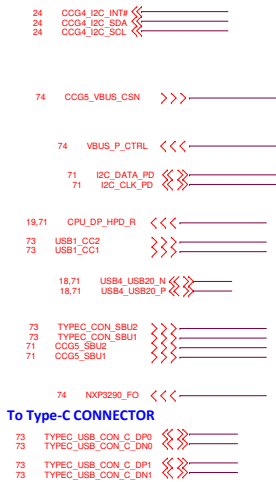 24 CCG4_I2C_INT#
24 CCG4_I2C_SDA
24 CCG4_I2C_SCL
74 CCG5_VBUS_CSN
74 VBUS_P_CTRL
71 I2C_DATA_PD
71 I2C_CLK_PD
19,71 CPU_DP_HPD_R
73 USB1_CC2
73 USB1_CC1
18,71 USB4_USB20_N
18,71 USB4_USB20_P
73 TYPEC_CON_SBU2
73 TYPEC_CON_SBU1
71 CCG5_SBU2
71 CCG5_SBU1
74 NXP3290_FO
To Type-C CONNECTOR
73 TYPEC_USB_CON_C_DP0
73 TYPEC_USB_CON_C_DN0
73 TYPEC_USB_CON_C_DP1
73 TYPEC_USB_CON_C_DN1